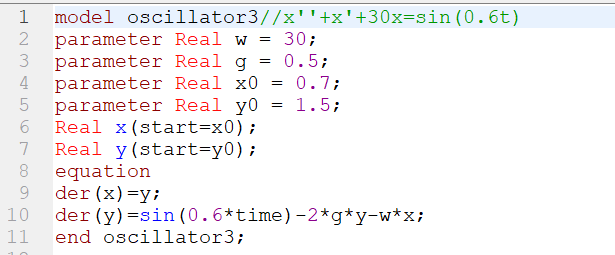 1 model oscillator3//x''+x'+30x=sin(0.6t)
2 parameter Real w = 30;
3 parameter Real g = 0.5;
4 parameter Real x0 = 0.7;
5 parameter Real y0 = 1.5;
6 Real x(start=x0);
7 Real y(start=y0);
8 equation
9 der(x)=y;
10 der(y)=sin(0.6*time)-2*g*y-w*x;
11 end oscillator3;